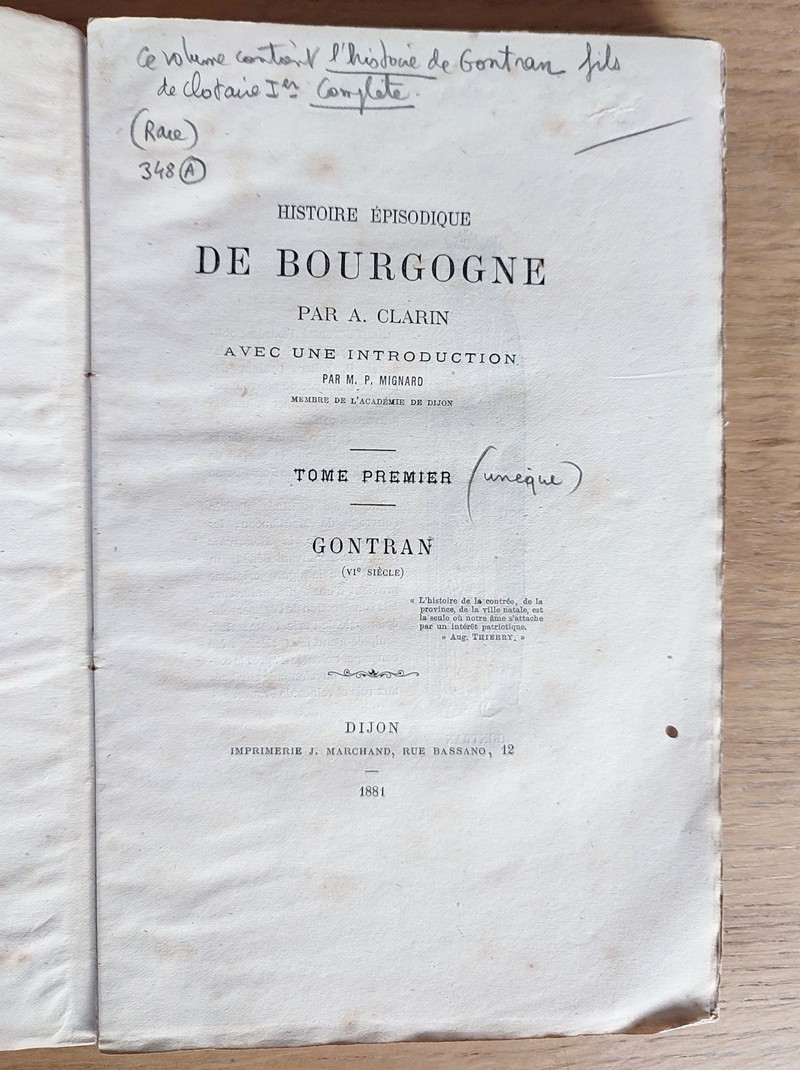 Ce volume contient l'histoire de Gontran fils
de Clotaire Ier Complète.
(Rare)
348 (A)
HISTOIRE ÉPISODIQUE
DE BOURGOGNE
PAR A. CLARIN
AVEC UNE INTRODUCTION
PAR M. P. MIGNARD
MEMBRE DE L'ACADÉMIE DE DIJON
TOME PREMIER (unique)
GONTRAN
(VIe SIÈCLE)
« L'histoire de la contrée, de la
province, de la ville natale, est
la seule où notre âme s'attache
par un intérêt patriotique.
» Aug. THIERRY. »
DIJON
IMPRIMERIE J. MARCHAND, RUE BASSANO, 12
1881